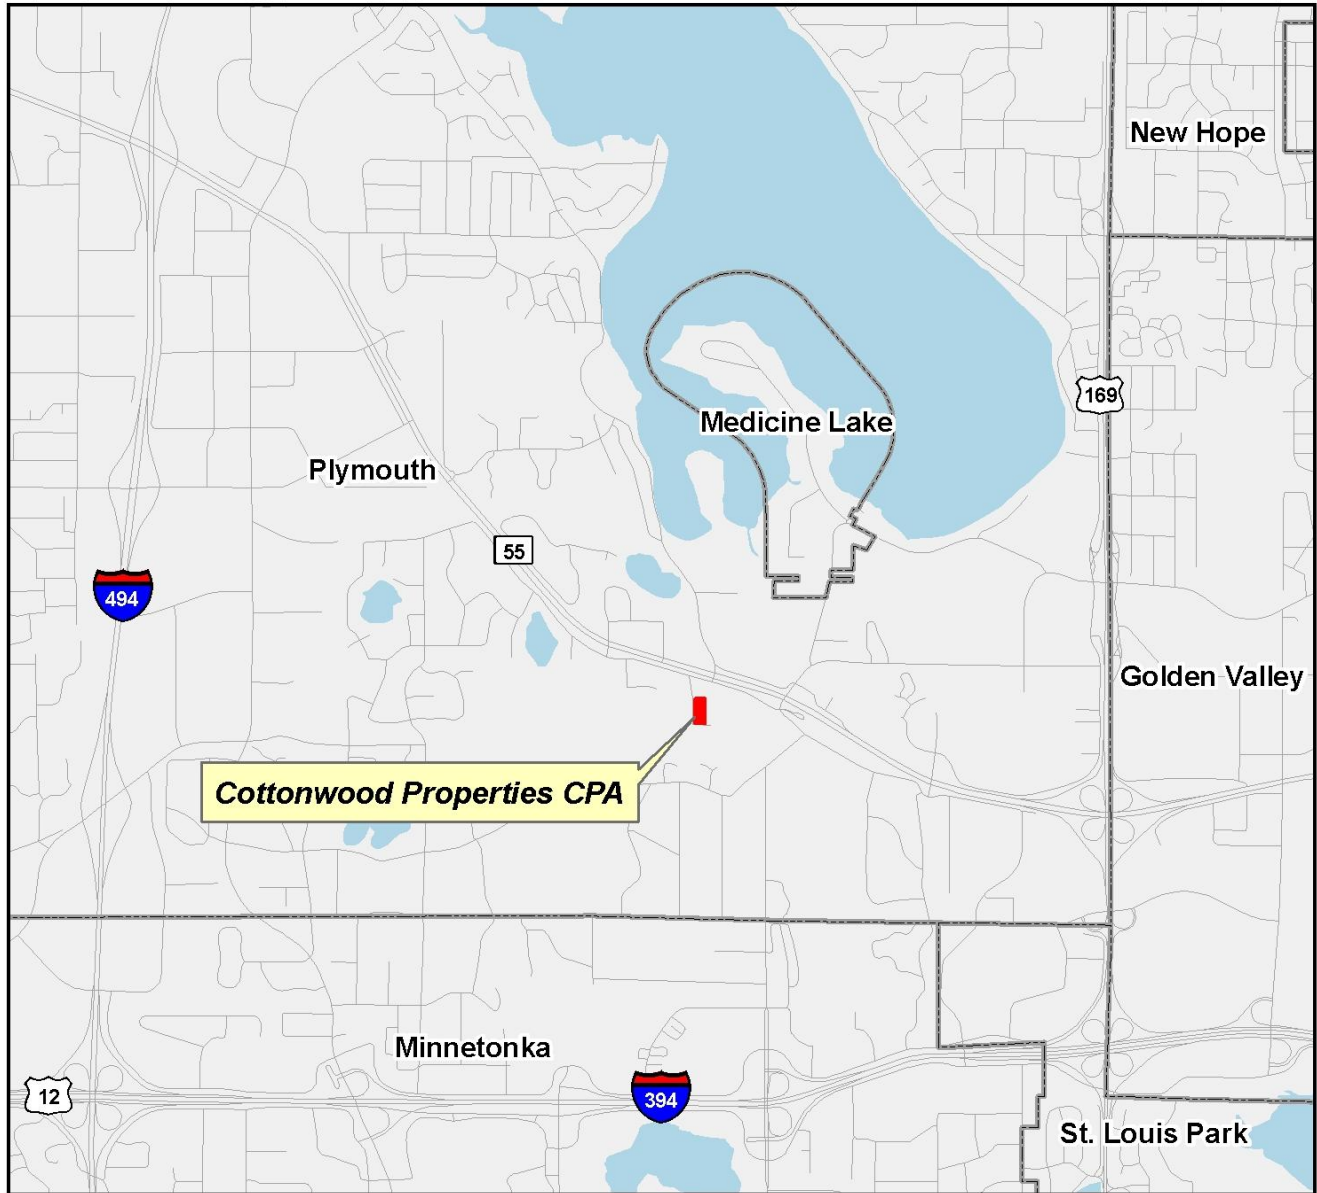 New Hope
169
Medicine Lake
Plymouth
55
494
Golden Valley
Cottonwood Properties CPA
Minnetonka
12
394
St. Louis Park